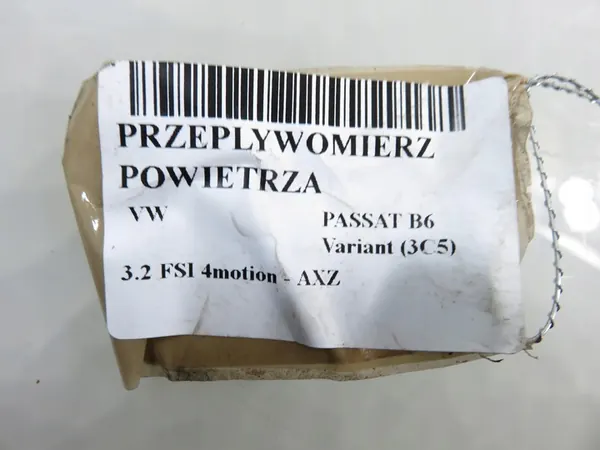 PRZEPLYWOMIERZ
POWIETRZA
VW PASSAT B6
Variant (3C5)
3.2 FSI 4motion - AXZ